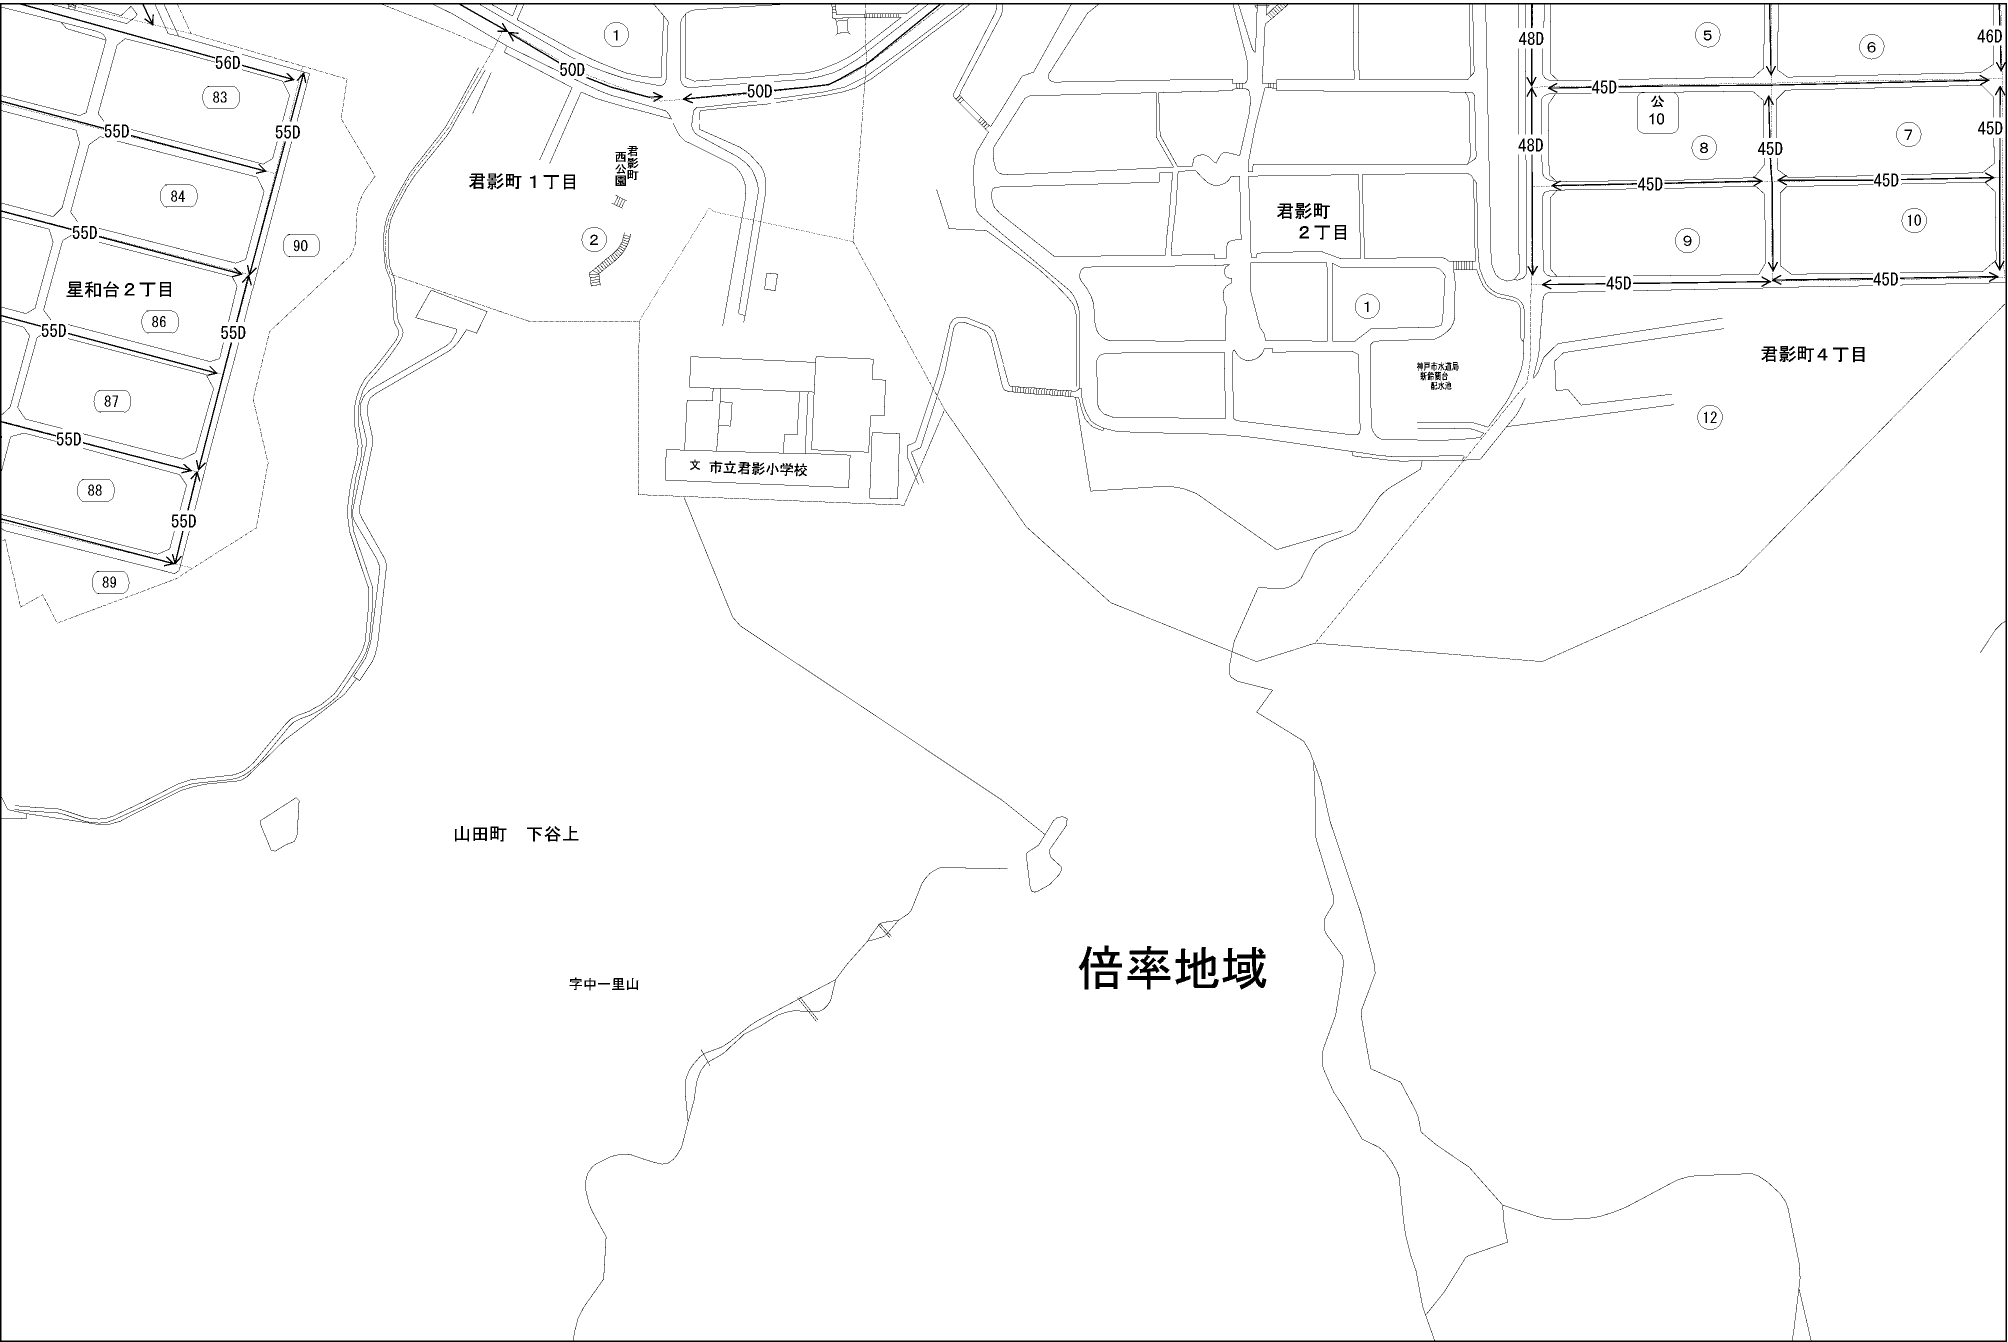 56D
83
55D
55D
84
55D
90
星和台２丁目
86
55D
55D
87
55D
88
55D
89
1
50D
50D
君影町１丁目
君影町
西公園
2
文 市立君影小学校
君影町
２丁目
1
神戸市水道局
新鈴蘭台
配水池
48D
5
6
46D
45D
公
10
48D
8
45D
7
45D
45D
45D
9
10
45D
45D
君影町４丁目
12
山田町　下谷上
字中一里山
倍率地域